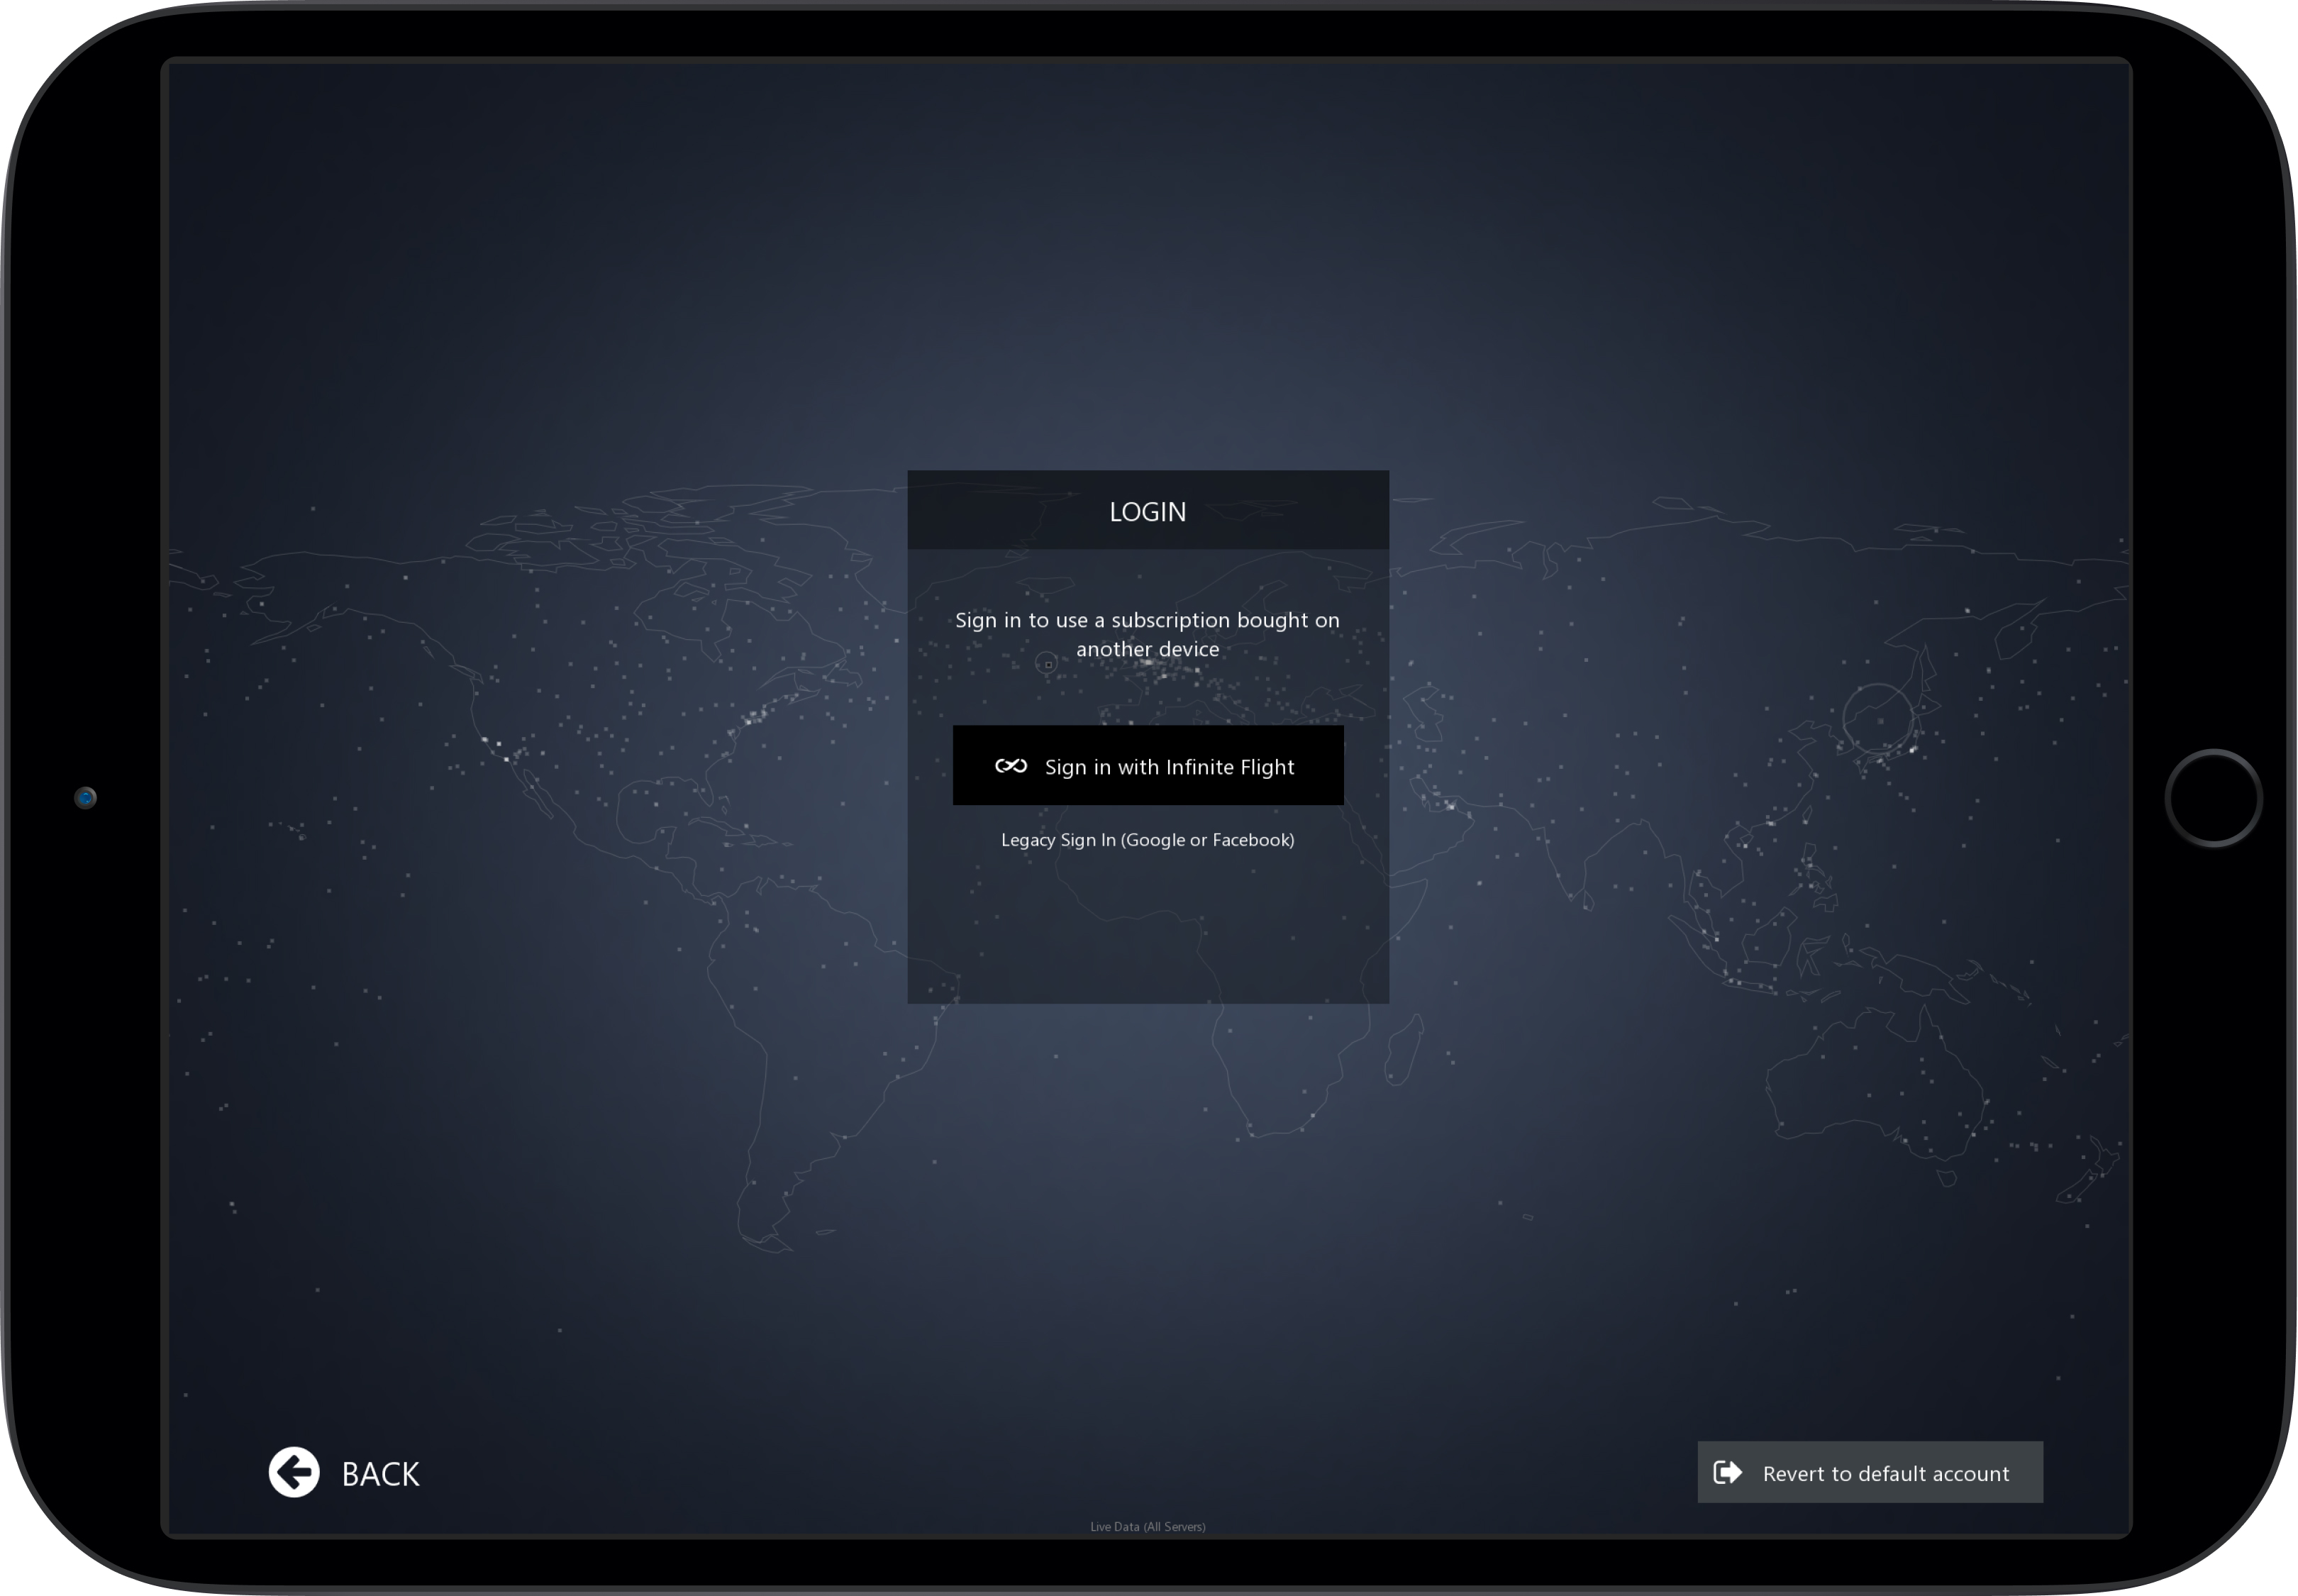 LOGIN
Sign in to use a subscription bought on
another device
Sign in with Infinite Flight
Legacy Sign In (Google or Facebook)
BACK
Revert to default account
Live Data (All Servers)